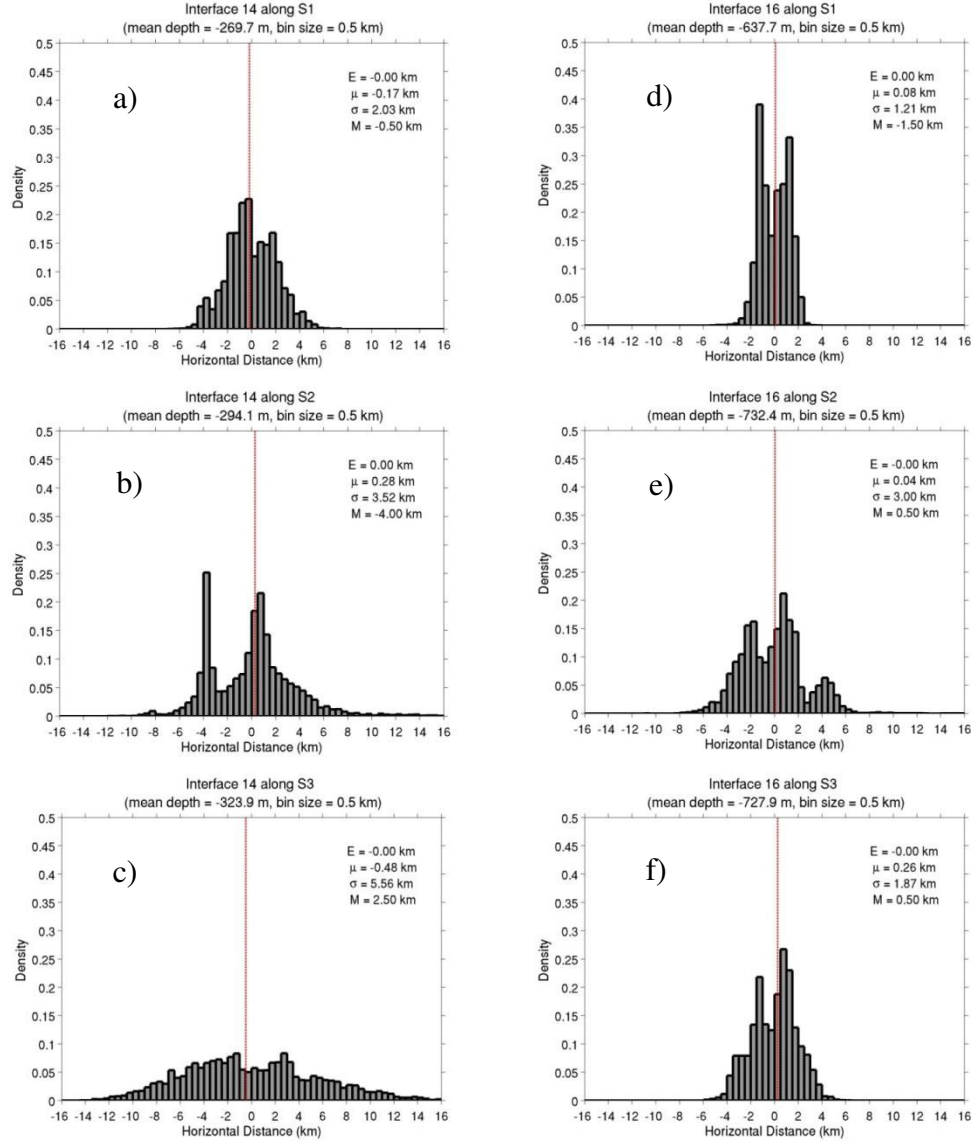 Interface 14 along S1
(mean depth = -269.7 m, bin size = 0.5 km)
a)
E = -0.00 km
μ = -0.17 km
σ = 2.03 km
M = -0.50 km
Density
0.5
0.45
0.4
0.35
0.3
0.25
0.2
0.15
0.1
0.05
0
-16 -14 -12 -10 -8 -6 -4 -2 0 2 4 6 8 10 12 14 16
Horizontal Distance (km)
Interface 16 along S1
(mean depth = -637.7 m, bin size = 0.5 km)
d)
E = 0.00 km
μ = 0.08 km
σ = 1.21 km
M = -1.50 km
Density
0.5
0.45
0.4
0.35
0.3
0.25
0.2
0.15
0.1
0.05
0
-16 -14 -12 -10 -8 -6 -4 -2 0 2 4 6 8 10 12 14 16
Horizontal Distance (km)
Interface 14 along S2
(mean depth = -294.1 m, bin size = 0.5 km)
b)
E = 0.00 km
μ = 0.28 km
σ = 3.52 km
M = -4.00 km
Density
0.5
0.45
0.4
0.35
0.3
0.25
0.2
0.15
0.1
0.05
0
-16 -14 -12 -10 -8 -6 -4 -2 0 2 4 6 8 10 12 14 16
Horizontal Distance (km)
Interface 16 along S2
(mean depth = -732.4 m, bin size = 0.5 km)
e)
E = -0.00 km
μ = 0.04 km
σ = 3.00 km
M = 0.50 km
Density
0.5
0.45
0.4
0.35
0.3
0.25
0.2
0.15
0.1
0.05
0
-16 -14 -12 -10 -8 -6 -4 -2 0 2 4 6 8 10 12 14 16
Horizontal Distance (km)
Interface 14 along S3
(mean depth = -323.9 m, bin size = 0.5 km)
c)
E = -0.00 km
μ = -0.48 km
σ = 5.56 km
M = 2.50 km
Density
0.5
0.45
0.4
0.35
0.3
0.25
0.2
0.15
0.1
0.05
0
-16 -14 -12 -10 -8 -6 -4 -2 0 2 4 6 8 10 12 14 16
Horizontal Distance (km)
Interface 16 along S3
(mean depth = -727.9 m, bin size = 0.5 km)
f)
E = -0.00 km
μ = 0.26 km
σ = 1.87 km
M = 0.50 km
Density
0.5
0.45
0.4
0.35
0.3
0.25
0.2
0.15
0.1
0.05
0
-16 -14 -12 -10 -8 -6 -4 -2 0 2 4 6 8 10 12 14 16
Horizontal Distance (km)